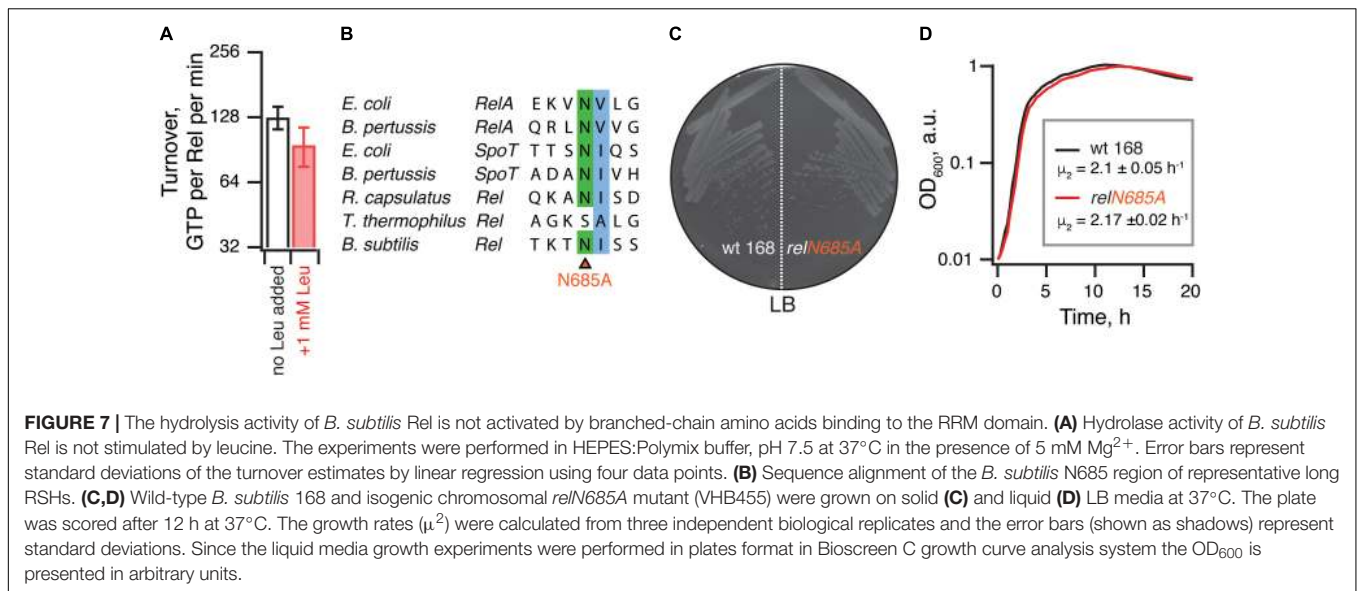 A
B
C
D
256
128
64
32
Turnover,
GTP per Rel per min
no Leu added
+1 mM Leu
E. coli RelA E K V N V L G
B. pertussis RelA Q R L N V V G
E. coli SpoT T T S N I Q S
B. pertussis SpoT A D A N I V H
R. capsulatus Rel Q K A N I S D
T. thermophilus Rel A G K S A L G
B. subtilis Rel T K T N I S S
N685A
wt 168 relN685A
LB
1
0.1
0.01
OD600, a.u.
wt 168
μ2 = 2.1 ± 0.05 h-1
relN685A
μ2 = 2.17 ±0.02 h-1
0 5 10 15 20
Time, h
FIGURE 7 | The hydrolysis activity of B. subtilis Rel is not activated by branched-chain amino acids binding to the RRM domain. (A) Hydrolase activity of B. subtilis
Rel is not stimulated by leucine. The experiments were performed in HEPES:Polymix buffer, pH 7.5 at 37°C in the presence of 5 mM Mg2+. Error bars represent
standard deviations of the turnover estimates by linear regression using four data points. (B) Sequence alignment of the B. subtilis N685 region of representative long
RSHs. (C,D) Wild-type B. subtilis 168 and isogenic chromosomal relN685A mutant (VHB455) were grown on solid (C) and liquid (D) LB media at 37°C. The plate
was scored after 12 h at 37°C. The growth rates (μ2) were calculated from three independent biological replicates and the error bars (shown as shadows) represent
standard deviations. Since the liquid media growth experiments were performed in plates format in Bioscreen C growth curve analysis system the OD600 is
presented in arbitrary units.